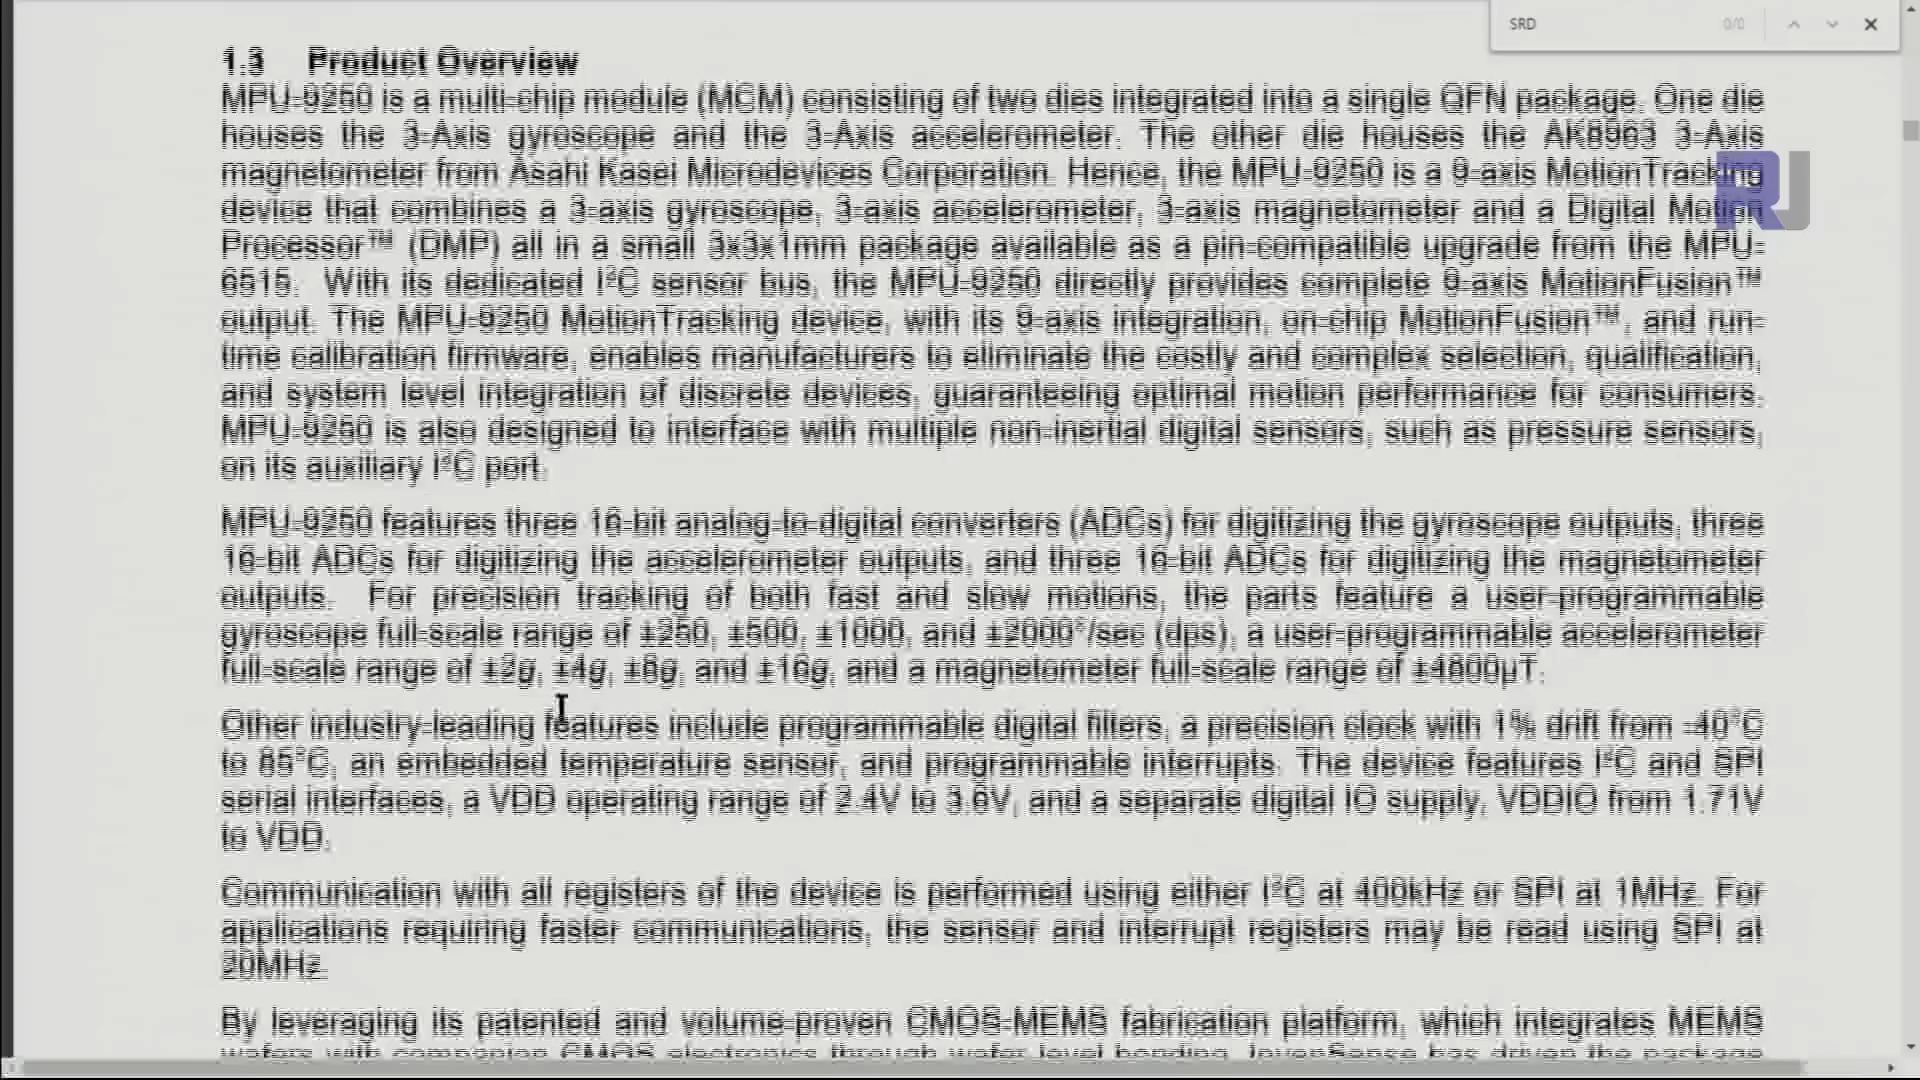 SRD 0/0
1.3 Product Overview
MPU-9250 is a multi-chip module (MCM) consisting of two dies integrated into a single QFN package. One die
houses the 3-Axis gyroscope and the 3-Axis accelerometer. The other die houses the AK8963 3-Axis
magnetometer from Asahi Kasei Microdevices Corporation. Hence, the MPU-9250 is a 9-axis MotionTracking
device that combines a 3-axis gyroscope, 3-axis accelerometer, 3-axis magnetometer and a Digital Motion
Processor™ (DMP) all in a small 3x3x1mm package available as a pin-compatible upgrade from the MPU-
6515. With its dedicated I²C sensor bus, the MPU-9250 directly provides complete 9-axis MotionFusion™
output. The MPU-9250 MotionTracking device, with its 9-axis integration, on-chip MotionFusion™, and run-
time calibration firmware, enables manufacturers to eliminate the costly and complex selection, qualification,
and system level integration of discrete devices, guaranteeing optimal motion performance for consumers.
MPU-9250 is also designed to interface with multiple non-inertial digital sensors, such as pressure sensors,
on its auxiliary I²C port.
MPU-9250 features three 16-bit analog-to-digital converters (ADCs) for digitizing the gyroscope outputs, three
16-bit ADCs for digitizing the accelerometer outputs, and three 16-bit ADCs for digitizing the magnetometer
outputs. For precision tracking of both fast and slow motions, the parts feature a user-programmable
gyroscope full-scale range of ±250, ±500, ±1000, and ±2000°/sec (dps), a user-programmable accelerometer
full-scale range of ±2g, ±4g, ±8g, and ±16g, and a magnetometer full-scale range of ±4800µT.
Other industry-leading features include programmable digital filters, a precision clock with 1% drift from -40°C
to 85°C, an embedded temperature sensor, and programmable interrupts. The device features I²C and SPI
serial interfaces, a VDD operating range of 2.4V to 3.6V, and a separate digital IO supply, VDDIO from 1.71V
to VDD.
Communication with all registers of the device is performed using either I²C at 400kHz or SPI at 1MHz. For
applications requiring faster communications, the sensor and interrupt registers may be read using SPI at
20MHz.
By leveraging its patented and volume-proven CMOS-MEMS fabrication platform, which integrates MEMS
wafers with companion CMOS electronics through wafer-level bonding, InvenSense has driven the package
RJ